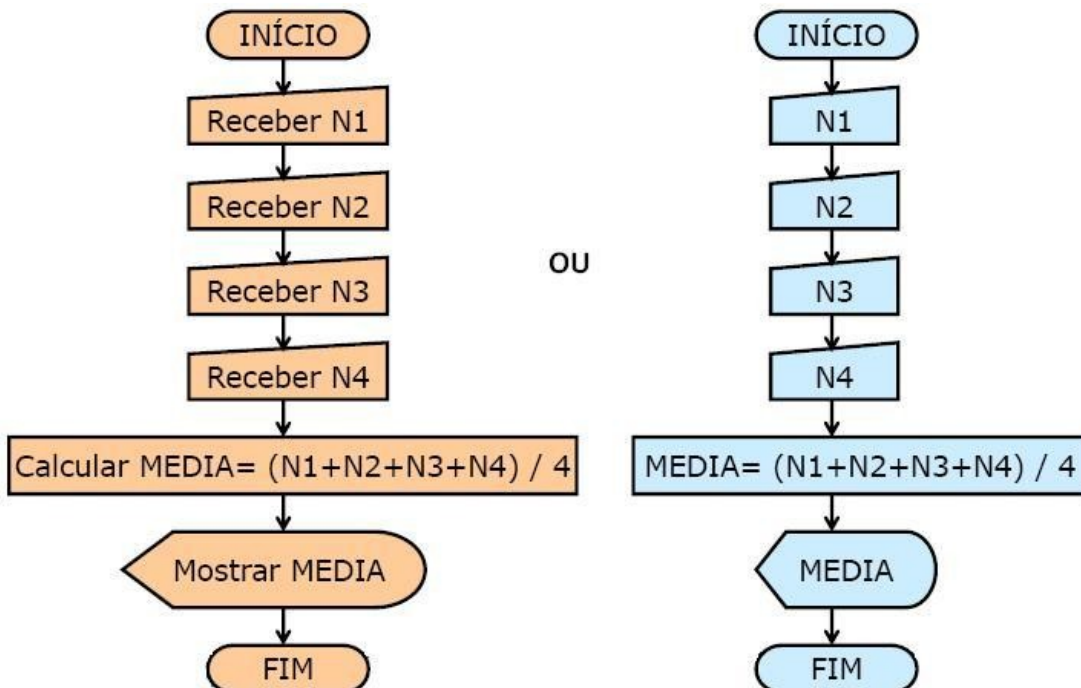 INÍCIO
Receber N1
Receber N2
Receber N3
Receber N4
Calcular MEDIA= (N1+N2+N3+N4) / 4
Mostrar MEDIA
FIM
OU
INÍCIO
N1
N2
N3
N4
MEDIA= (N1+N2+N3+N4) / 4
MEDIA
FIM